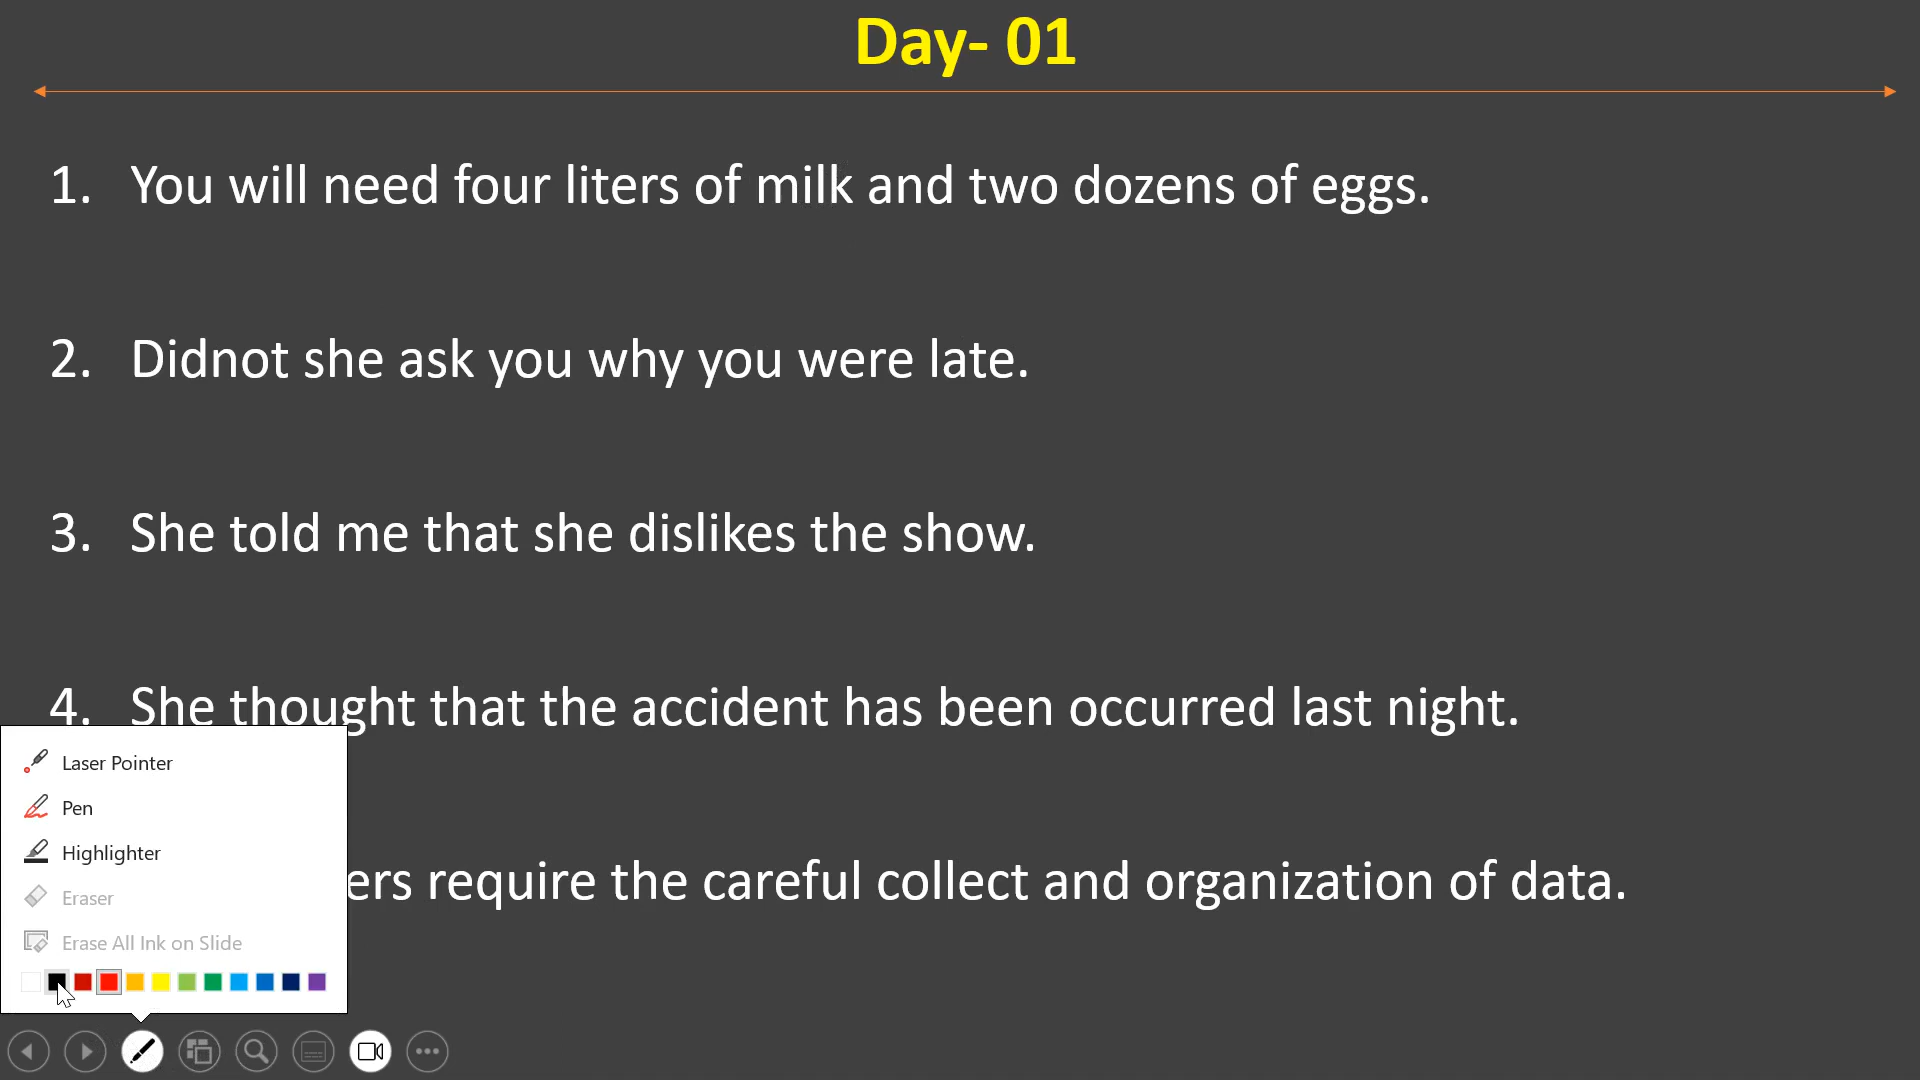 Day- 01
1. You will need four liters of milk and two dozens of eggs.
2. Didnot she ask you why you were late.
3. She told me that she dislikes the show.
4. She thought that the accident has been occurred last night.
Laser Pointer
Pen
Highlighter
ers require the careful collect and organization of data.
Eraser
Erase All Ink on Slide